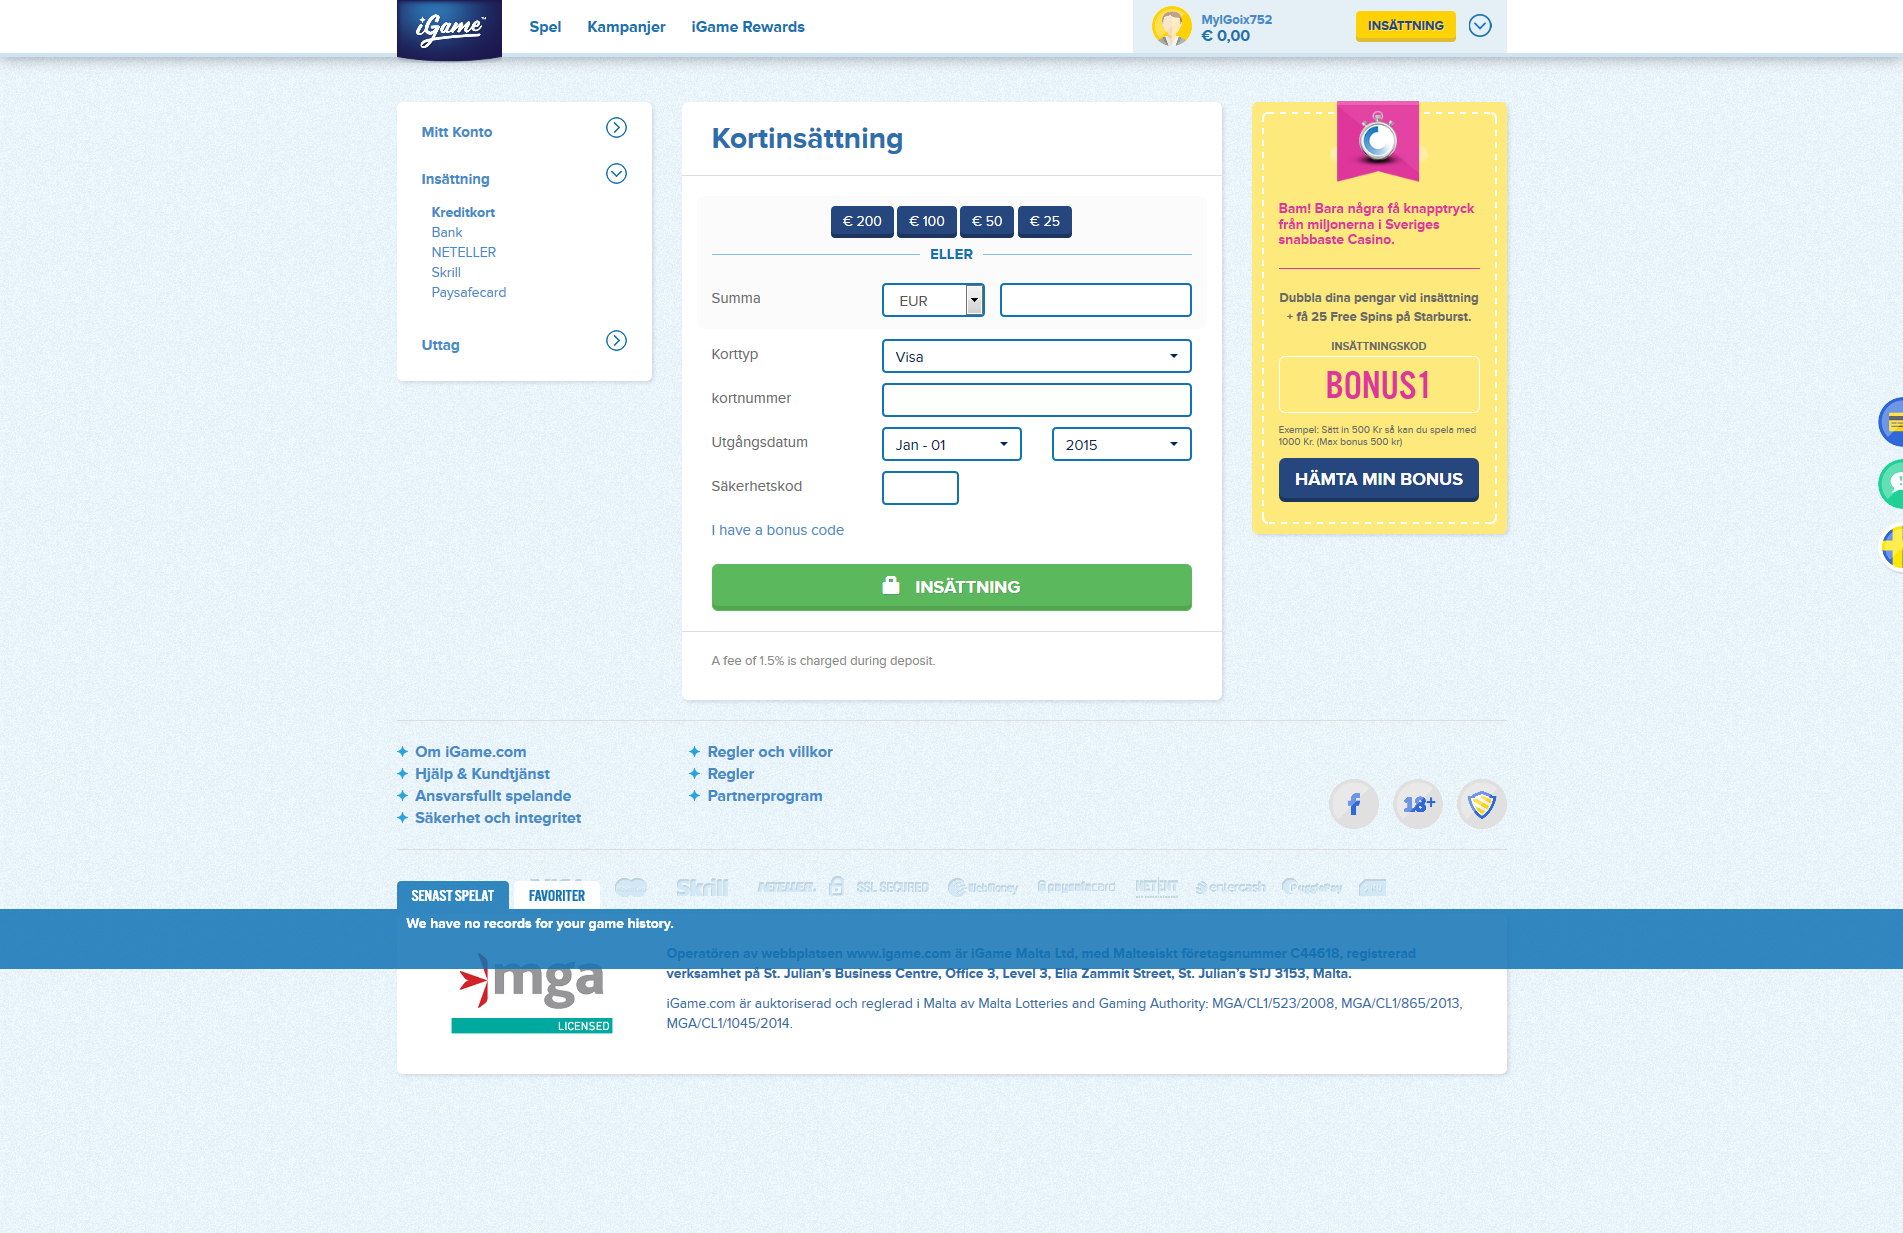 iGame
Spel
Kampanjer
iGame Rewards
MyIGoix752
€ 0,00
INSÄTTNING
Mitt Konto
Insättning
Kreditkort
Bank
NETELLER
Skrill
Paysafecard
Uttag
Kortinsättning
€ 200
€ 100
€ 50
€ 25
ELLER
Summa
EUR
Korttyp
Visa
kortnummer
Utgångsdatum
Jan - 01
2015
Säkerhetskod
I have a bonus code
INSÄTTNING
A fee of 1.5% is charged during deposit.
Bam! Bara några få knapptryck
från miljonerna i Sveriges
snabbaste Casino.
Dubbla dina pengar vid insättning
+ få 25 Free Spins på Starburst.
INSÄTTNINGSKOD
BONUS1
Exempel: Sätt in 500 Kr så kan du spela med
1000 Kr. (Max bonus 500 kr)
HÄMTA MIN BONUS
Om iGame.com
Hjälp & Kundtjänst
Ansvarsfullt spelande
Säkerhet och integritet
Regler och villkor
Regler
Partnerprogram
f
18+
SENAST SPELAT
FAVORITER
Skrill
NETELLER
SSL SECURED
WebMoney
paysafecard
NETENT
entercash
PugglePay
We have no records for your game history.
mga
LICENSED
Operatören av webbplatsen www.igame.com är iGame Malta Ltd, med Maltesiskt företagsnummer C44618, registrerad
verksamhet på St. Julian's Business Centre, Office 3, Level 3, Elia Zammit Street, St. Julian's STJ 3153, Malta.
iGame.com är auktoriserad och reglerad i Malta av Malta Lotteries and Gaming Authority: MGA/CL1/523/2008, MGA/CL1/865/2013,
MGA/CL1/1045/2014.